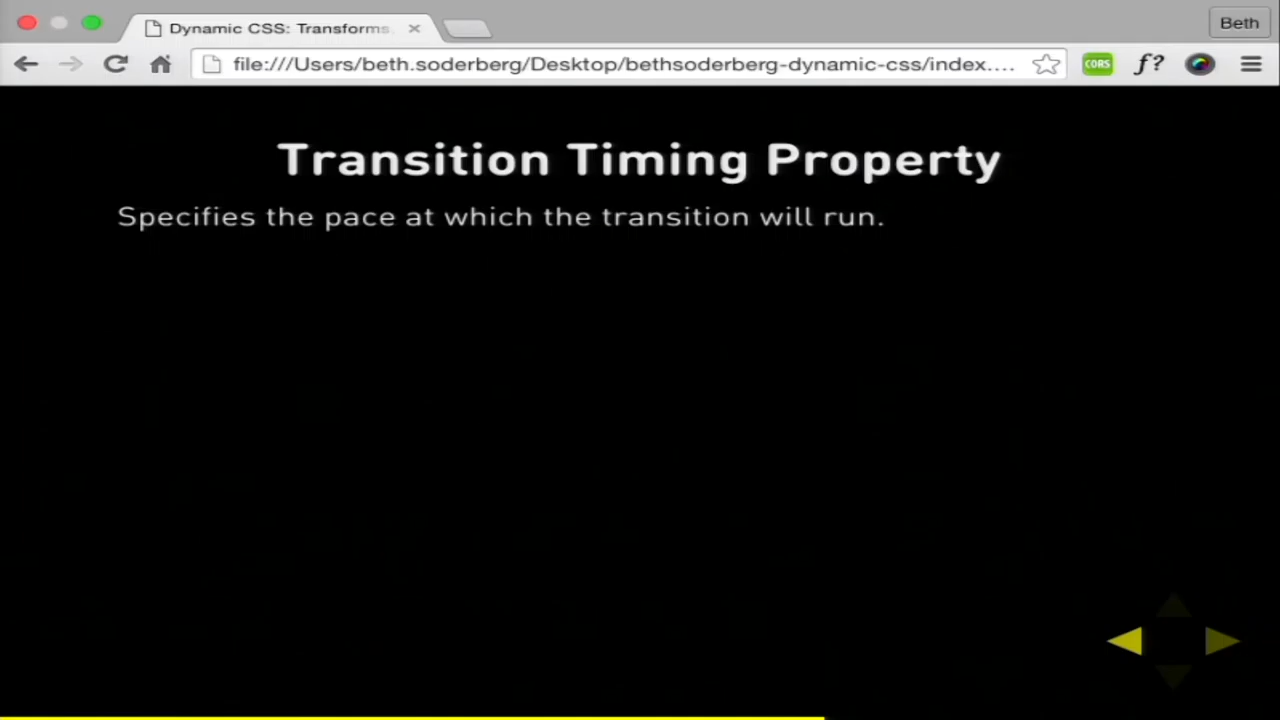 Dynamic CSS: Transforms
Beth
file:///Users/beth.soderberg/Desktop/bethsoderberg-dynamic-css/index....
CORS
f?
Transition Timing Property
Specifies the pace at which the transition will run.